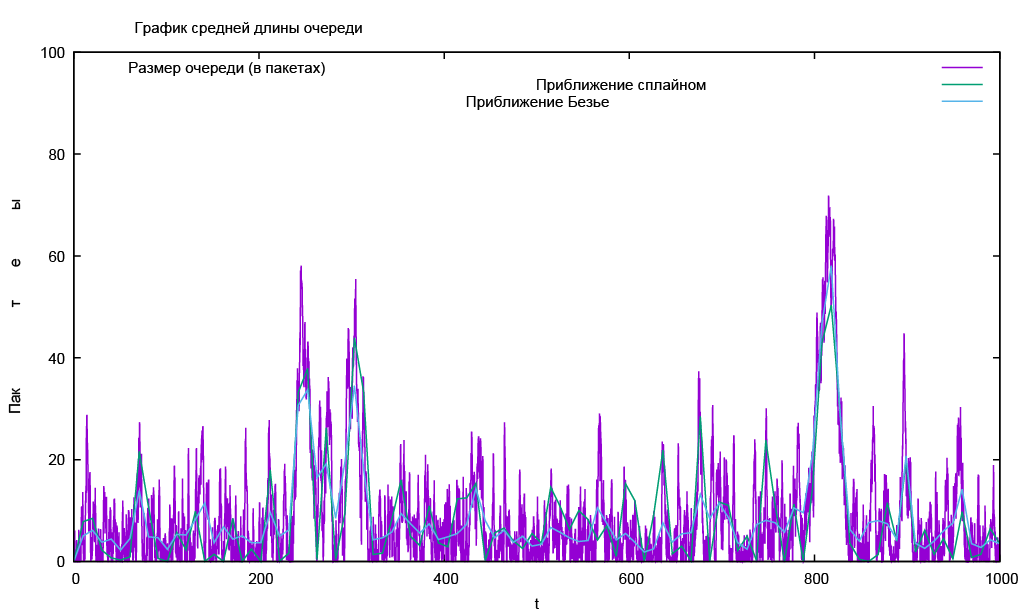 График средней длины очереди
100
Размер очереди (в пакетах)
Приближение сплайном
Приближение Безье
80
60
40
20
0
Пак т е ы
0 200 400 600 800 1000
t